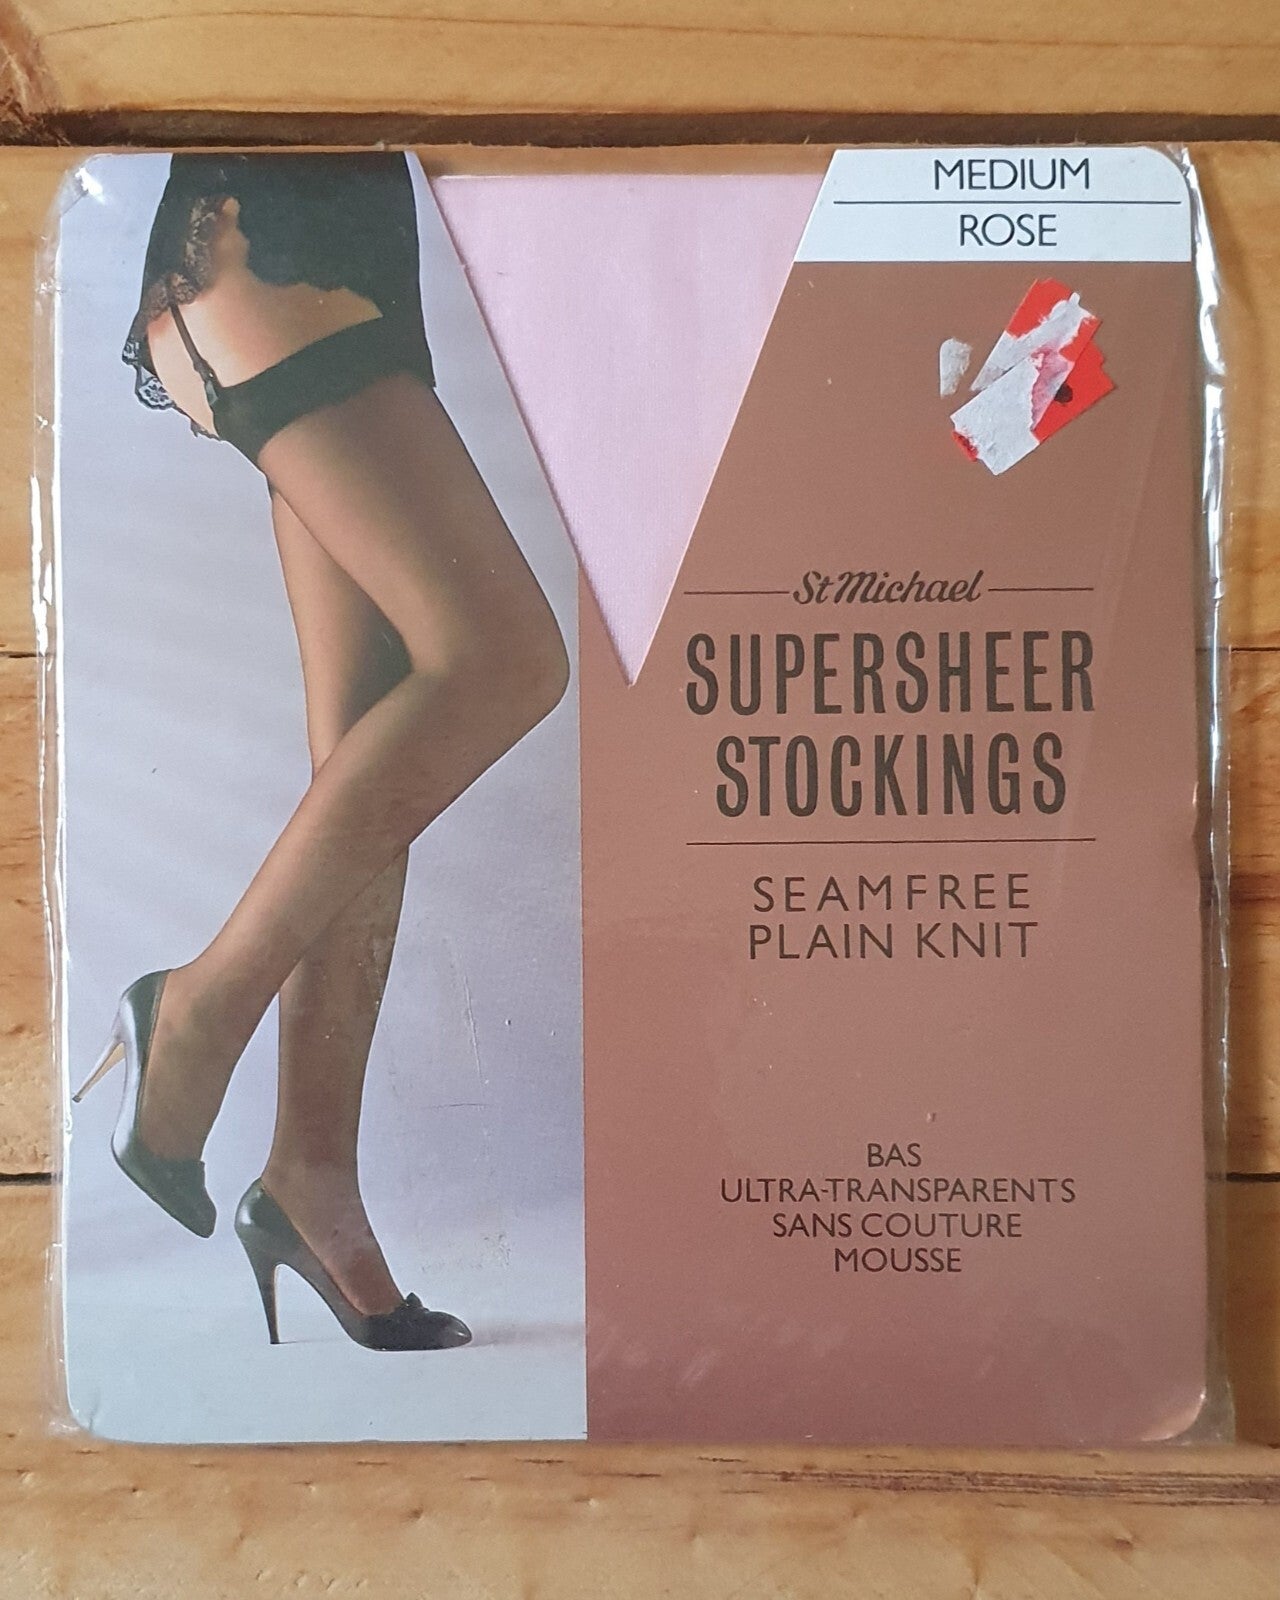 MEDIUM
ROSE
St Michael
SUPERSHEER
STOCKINGS
SEAMFREE
PLAIN KNIT
BAS
ULTRA-TRANSPARENTS
SANS COUTURE
MOUSSE